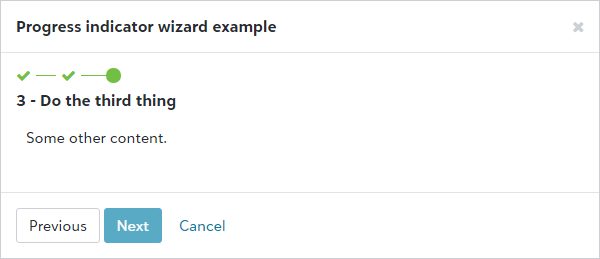 Progress indicator wizard example
3 - Do the third thing
Some other content.
Previous Next Cancel